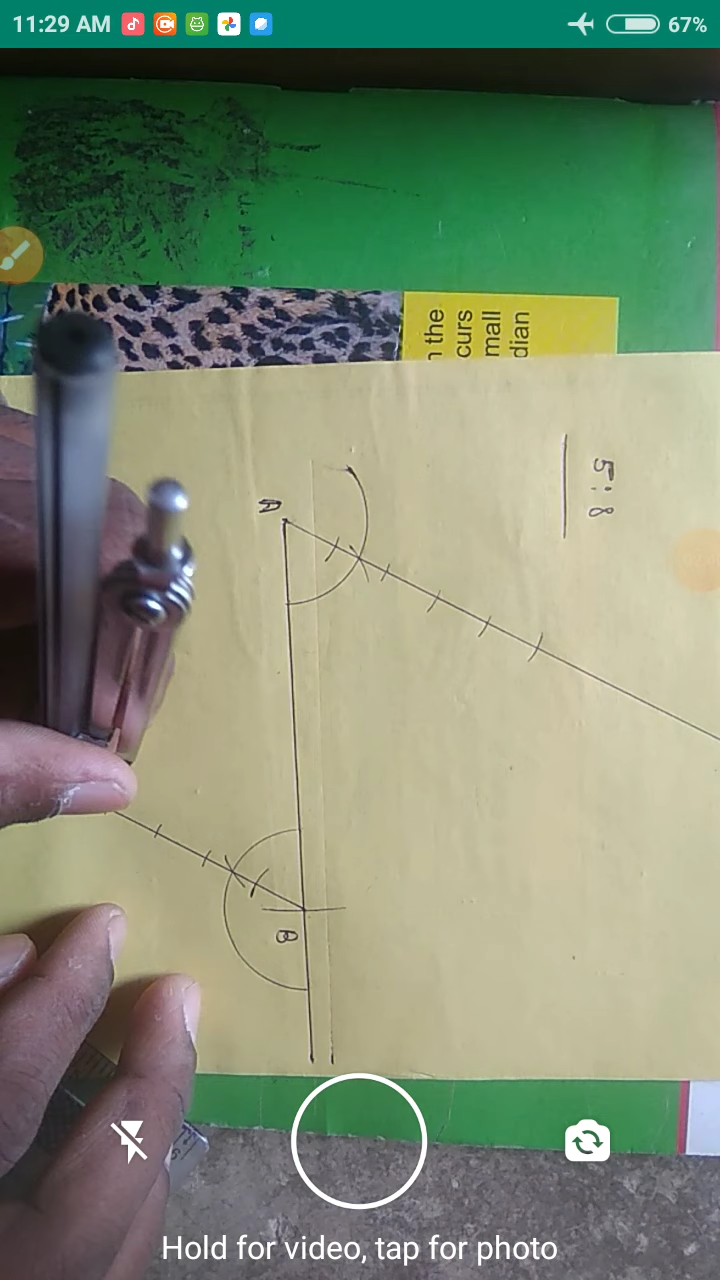 11:29 AM
67%
n the
curs
mall
dian
5:8
A
B
Hold for video, tap for photo